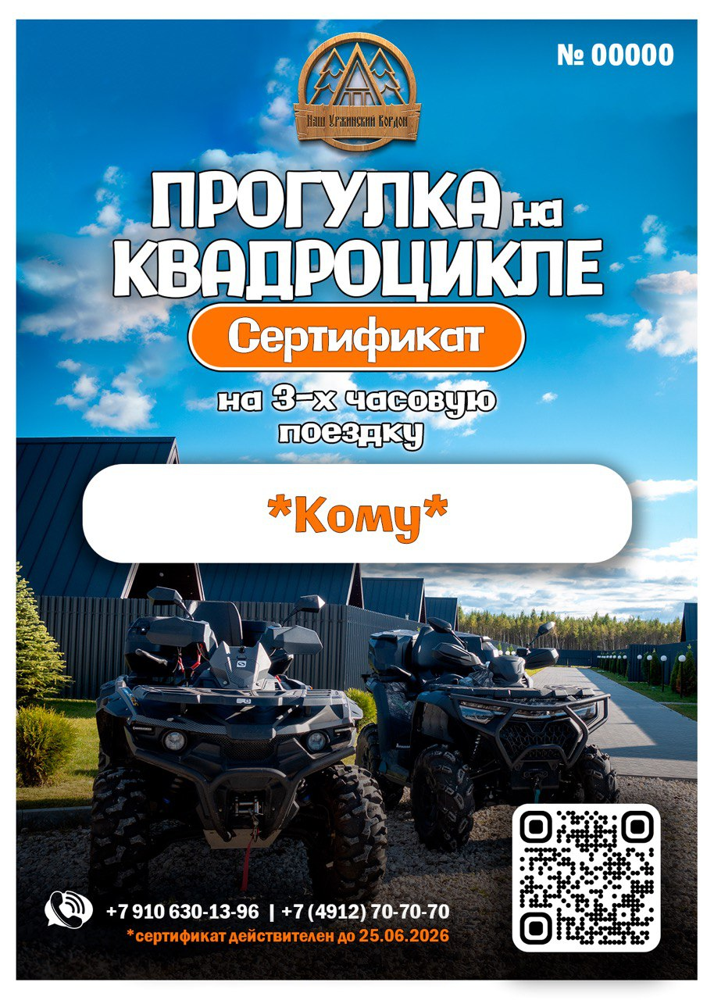 № 00000
Наш Уржинский Кордон
ПРОГУЛКА на
КВАДРОЦИКЛЕ
Сертификат
на 3-х часовую
поездку
*Кому*
+7 910 630-13-96 | +7 (4912) 70-70-70
*сертификат действителен до 25.06.2026